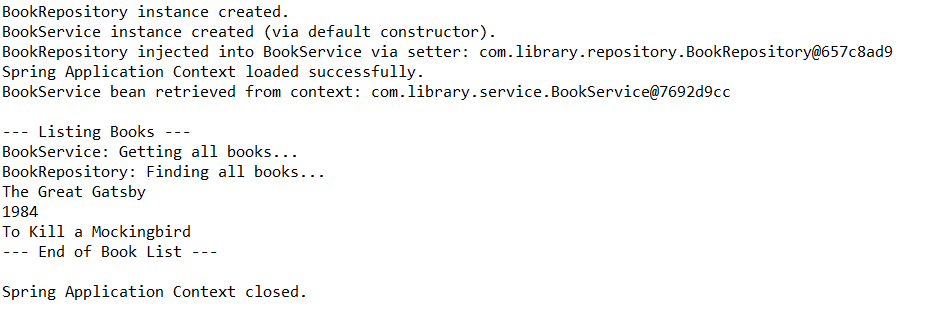 BookRepository instance created.
BookService instance created (via default constructor).
BookRepository injected into BookService via setter: com.library.repository.BookRepository@657c8ad9
Spring Application Context loaded successfully.
BookService bean retrieved from context: com.library.service.BookService@7692d9cc
--- Listing Books ---
BookService: Getting all books...
BookRepository: Finding all books...
The Great Gatsby
1984
To Kill a Mockingbird
--- End of Book List ---
Spring Application Context closed.